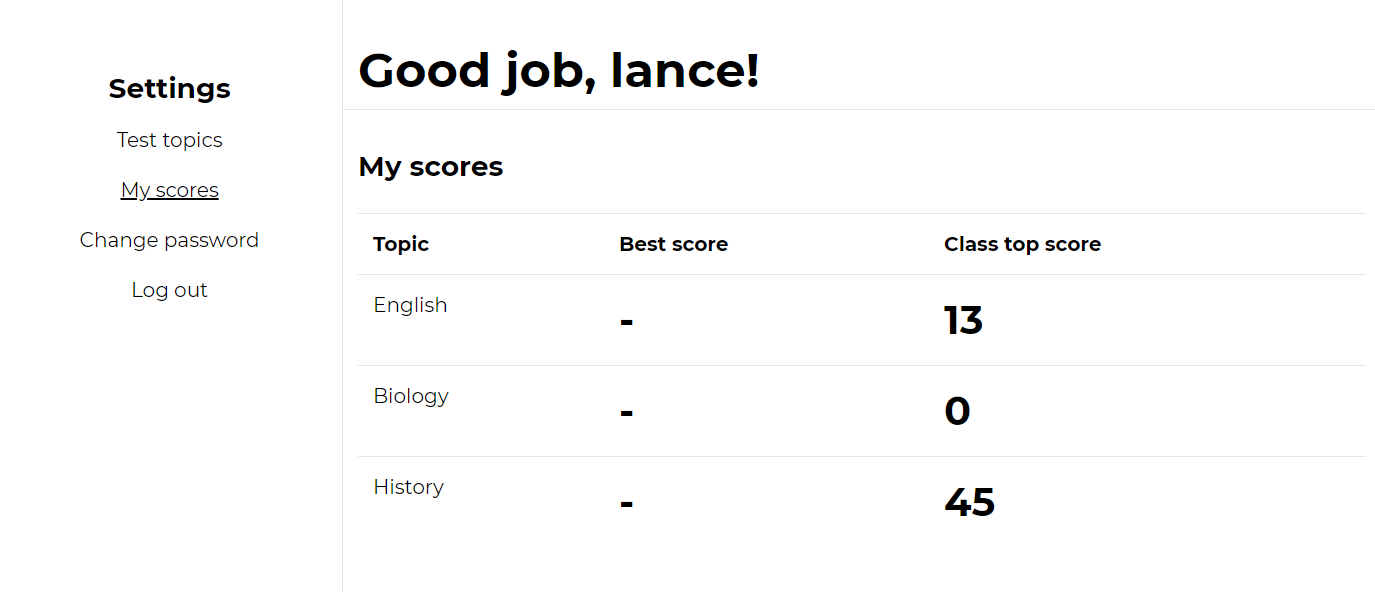 Settings
Test topics
My scores
Change password
Log out
Good job, lance!
My scores
Topic Best score Class top score
English - 13
Biology - 0
History - 45